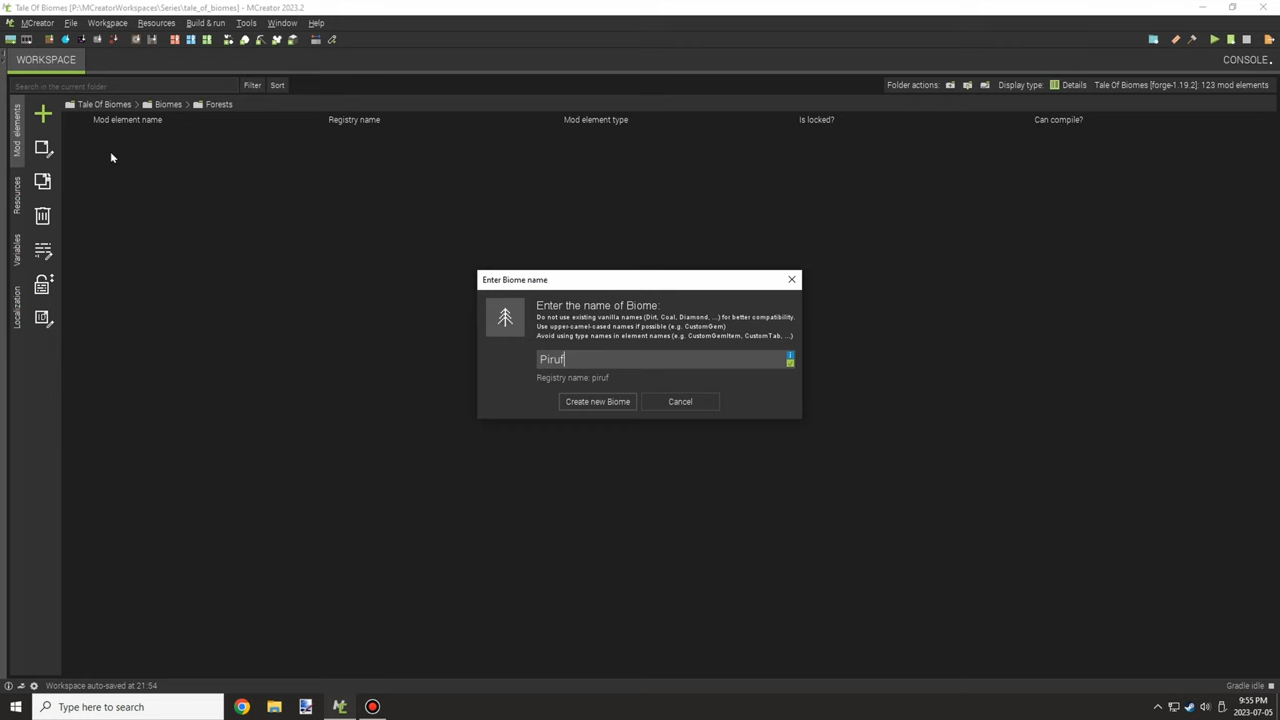 Tale Of Biomes [P:\MCreatorWorkspaces\Series\tale_of_biomes] - MCreator 2023.2
MCreator File Workspace Resources Build & run Tools Window Help
WORKSPACE
CONSOLE
Search in the current folder
Filter Sort
Folder actions:
Display type: Details
Tale Of Biomes [forge-1.19.2]: 123 mod elements
Tale Of Biomes > Biomes > Forests
Mod element name Registry name Mod element type Is locked? Can compile?
Mod elements
Resources
Variables
Localization
Enter Biome name
Enter the name of Biome:
Do not use existing vanilla names (Dirt, Coal, Diamond, ...) for better compatibility.
Use upper-camel-cased names if possible (e.g. CustomGem)
Avoid using type names in element names (e.g. CustomGemItem, CustomTab, ...)
Piruf
Registry name: piruf
Create new Biome Cancel
Workspace auto-saved at 21:54
Gradle idle
Type here to search
9:55 PM
2023-07-05